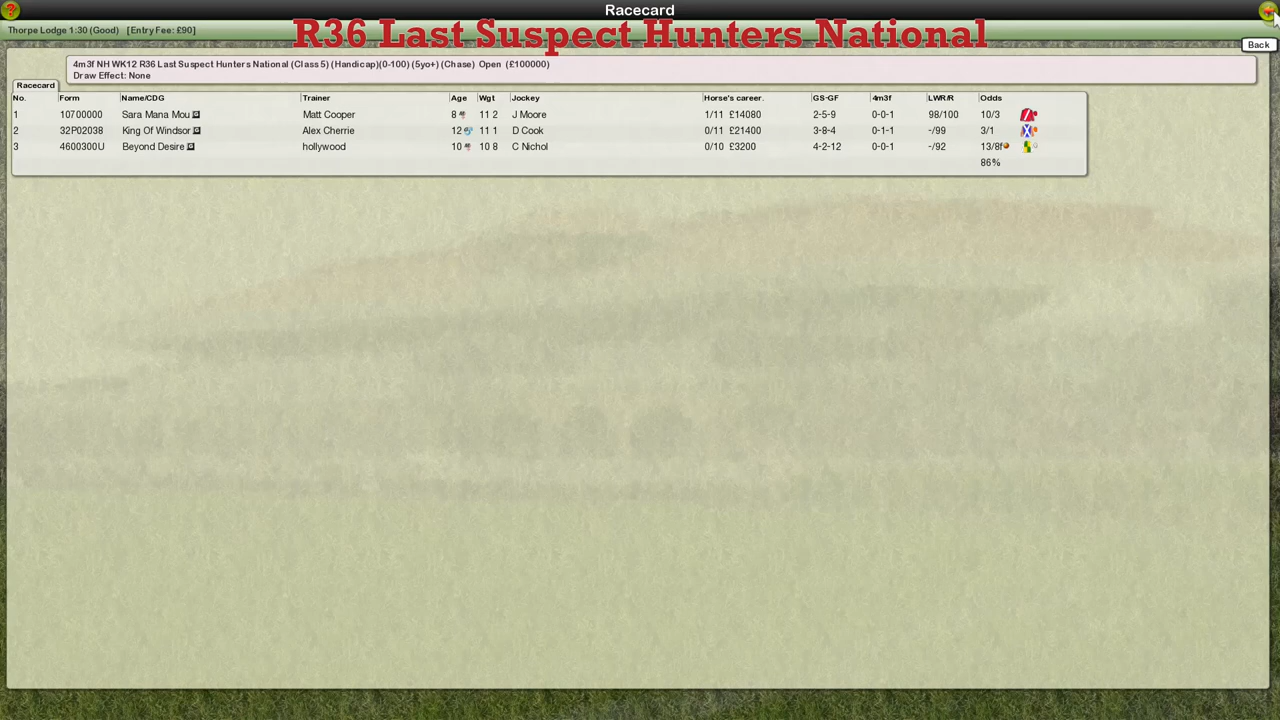 Racecard
Thorpe Lodge 1:30 (Good) [Entry Fee: £90]
R36 Last Suspect Hunters National
Back
4m3f NH WK12 R36 Last Suspect Hunters National (Class 5) (Handicap)(0-100) (5yo+) (Chase) Open (£100000)
Draw Effect: None
Racecard
No. Form Name/CDG Trainer Age Wgt Jockey Horse's career. GS-GF 4m3f LWR/R Odds
1 10700000 Sara Mana Mou Matt Cooper 8 11 2 J Moore 1/11 £14080 2-5-9 0-0-1 98/100 10/3
2 32P02038 King Of Windsor Alex Cherrie 12 11 1 D Cook 0/11 £21400 3-8-4 0-1-1 -/99 3/1
3 4600300U Beyond Desire hollywood 10 10 8 C Nichol 0/10 £3200 4-2-12 0-0-1 -/92 13/8f
86%